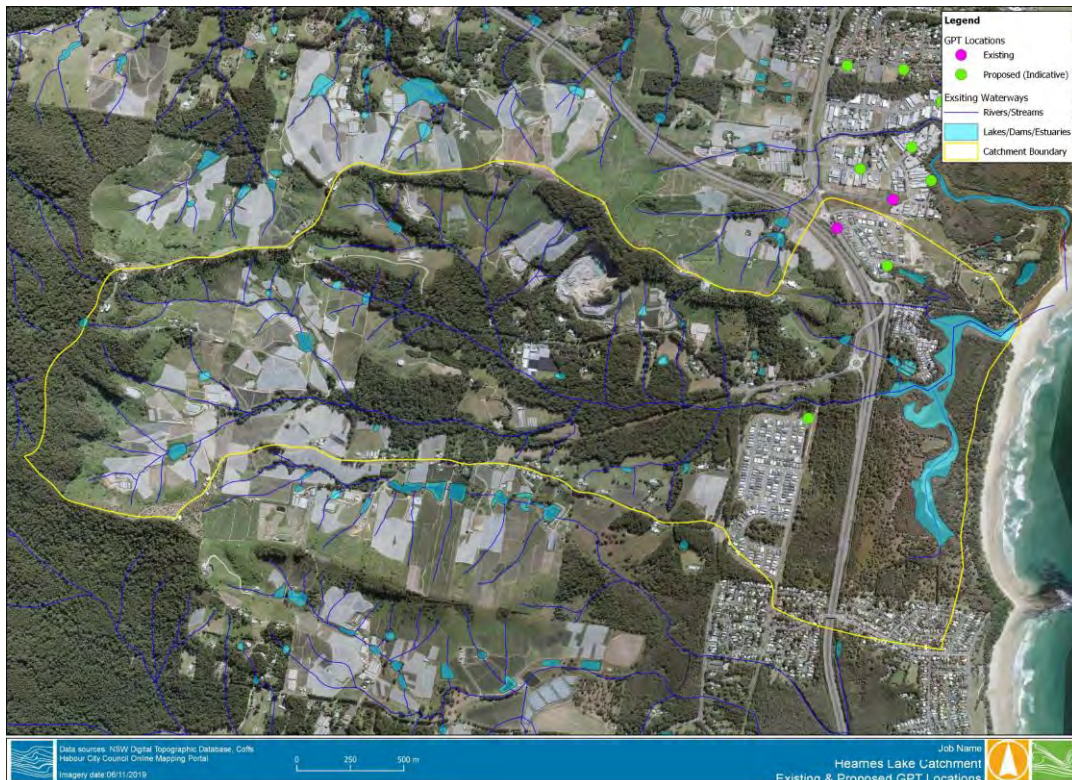 Legend
GPT Locations
Existing
Proposed (Indicative)
Exsiting Waterways
Rivers/Streams
Lakes/Dams/Estuaries
Catchment Boundary
Data sources: NSW Digital Topographic Database, Coffs
Habour City Council Online Mapping Portal
Imagery date:06/11/2019
0 250 500 m
Job Name
Hearnes Lake Catchment
Existing & Proposed GPT Locations